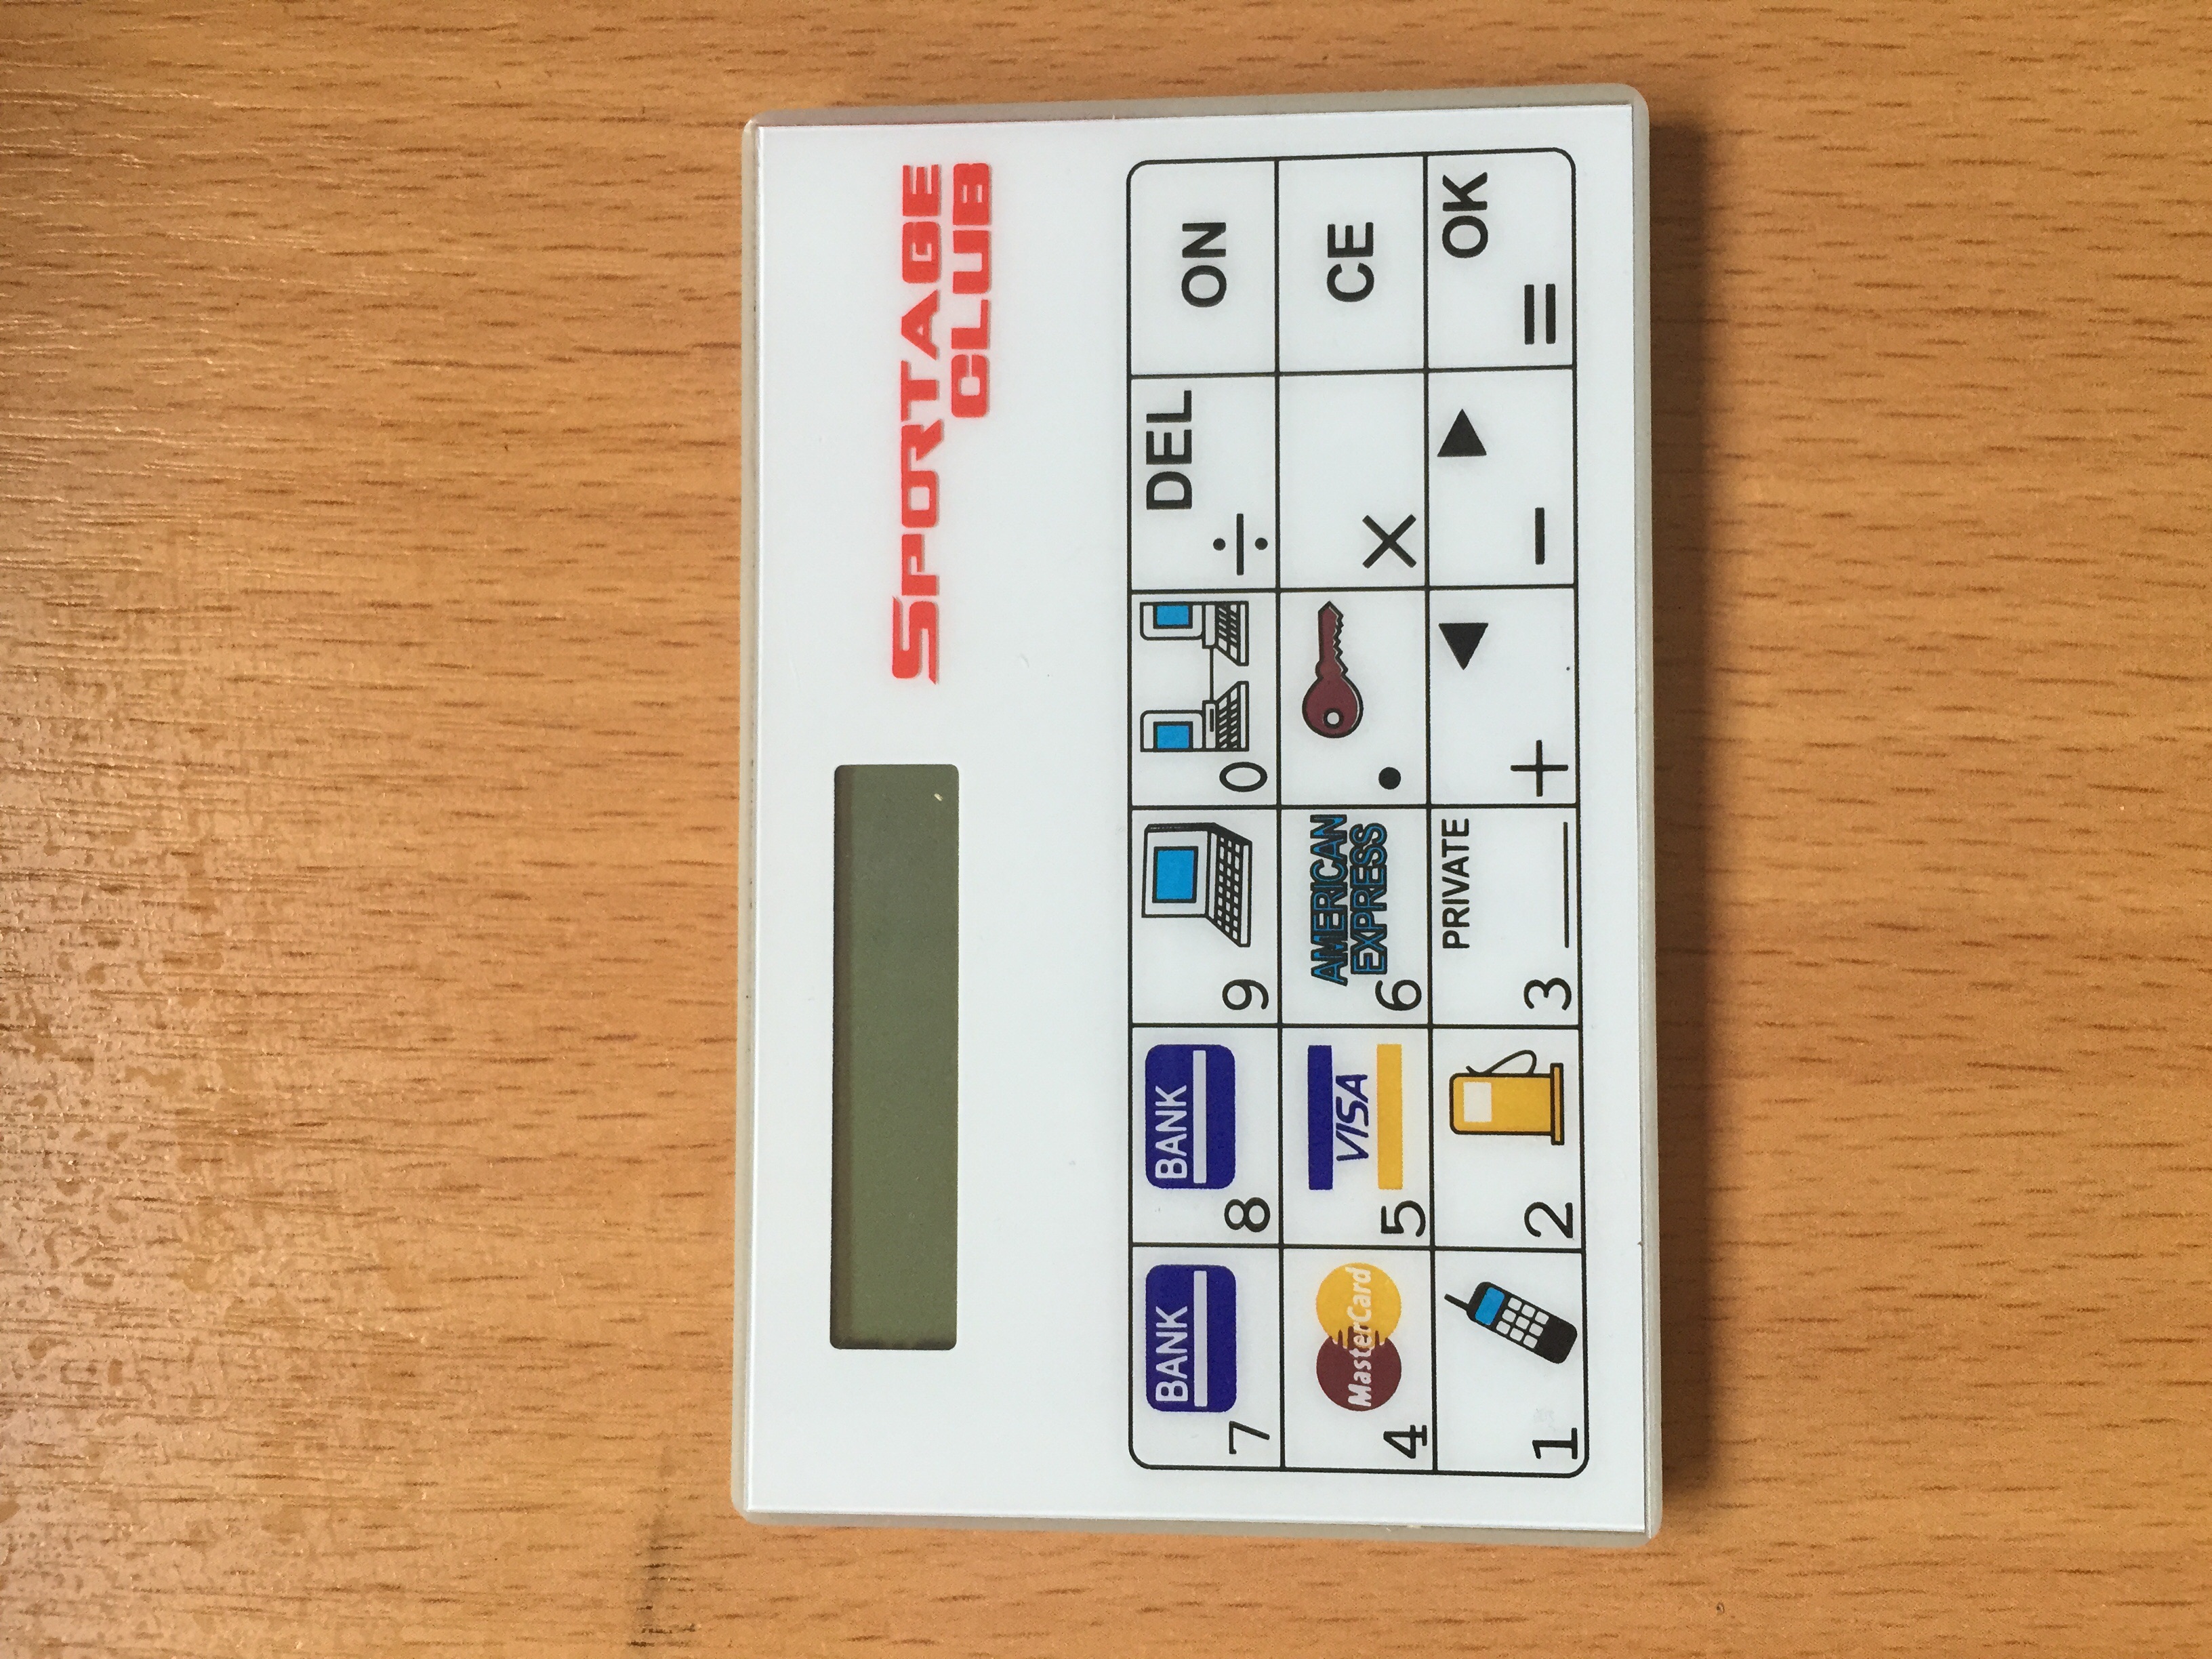 SPORTAGE
CLUB
7 BANK
8 BANK
9
0
÷ DEL
ON
4 MasterCard
5 VISA
6 AMERICAN
EXPRESS
.
×
CE
1
2
3 PRIVATE
+ ◀
− ▶
= OK